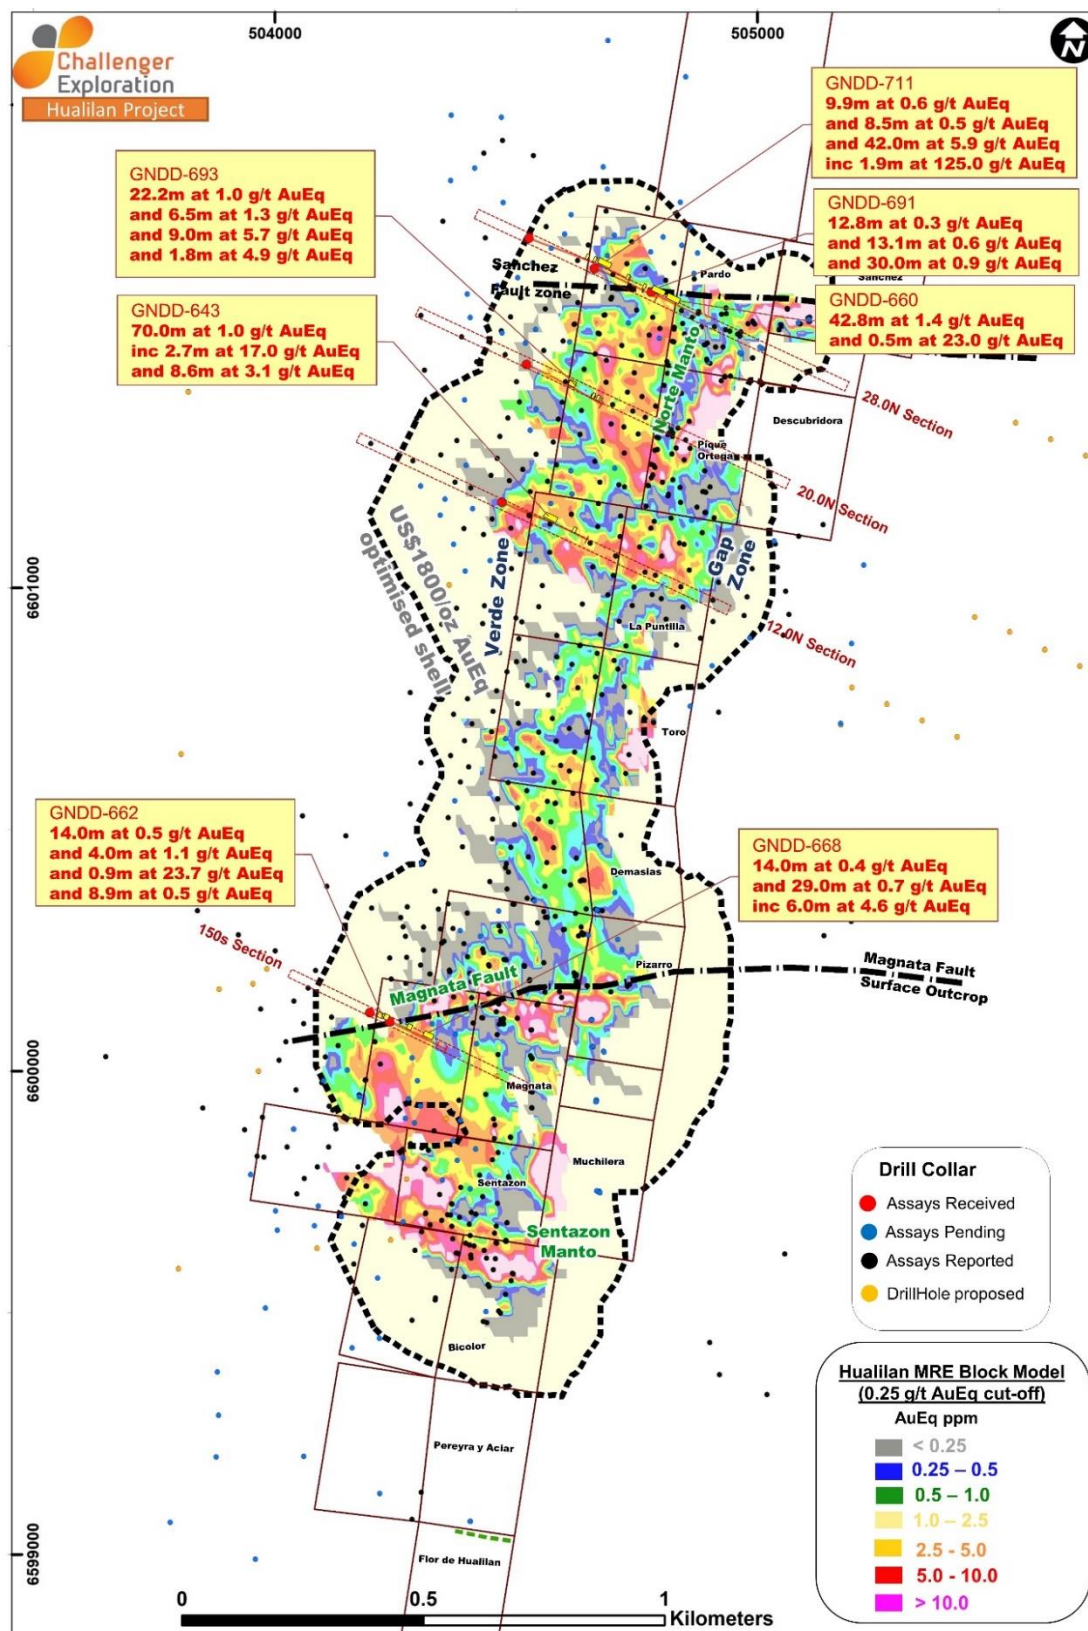 504000
505000
N
Challenger
Exploration
Hualilan Project
GNDD-711
9.9m at 0.6 g/t AuEq
and 8.5m at 0.5 g/t AuEq
and 42.0m at 5.9 g/t AuEq
inc 1.9m at 125.0 g/t AuEq
GNDD-693
22.2m at 1.0 g/t AuEq
and 6.5m at 1.3 g/t AuEq
and 9.0m at 5.7 g/t AuEq
and 1.8m at 4.9 g/t AuEq
GNDD-691
12.8m at 0.3 g/t AuEq
and 13.1m at 0.6 g/t AuEq
and 30.0m at 0.9 g/t AuEq
Sanchez
Fault zone
Pardo
Sanchez
GNDD-660
42.8m at 1.4 g/t AuEq
and 0.5m at 23.0 g/t AuEq
GNDD-643
70.0m at 1.0 g/t AuEq
inc 2.7m at 17.0 g/t AuEq
and 8.6m at 3.1 g/t AuEq
Norte Manto
28.0N Section
Descubridora
Pique
Ortega
20.0N Section
6601000
US$1800/oz AuEq
optimised shell
Verde Zone
Gap
Zone
La Puntilla
12.0N Section
Toro
GNDD-662
14.0m at 0.5 g/t AuEq
and 4.0m at 1.1 g/t AuEq
and 0.9m at 23.7 g/t AuEq
and 8.9m at 0.5 g/t AuEq
GNDD-668
14.0m at 0.4 g/t AuEq
and 29.0m at 0.7 g/t AuEq
inc 6.0m at 4.6 g/t AuEq
Demasias
150s Section
Magnata Fault
Pizarro
Magnata Fault
Surface Outcrop
6600000
Magnata
Muchilera
Sentazon
Sentazon
Manto
Bicolor
Pereyra y Aciar
Flor de Hualilan
6599000
Drill Collar
Assays Received
Assays Pending
Assays Reported
DrillHole proposed
Hualilan MRE Block Model
(0.25 g/t AuEq cut-off)
AuEq ppm
< 0.25
0.25 – 0.5
0.5 – 1.0
1.0 – 2.5
2.5 - 5.0
5.0 - 10.0
> 10.0
0
0.5
1
Kilometers